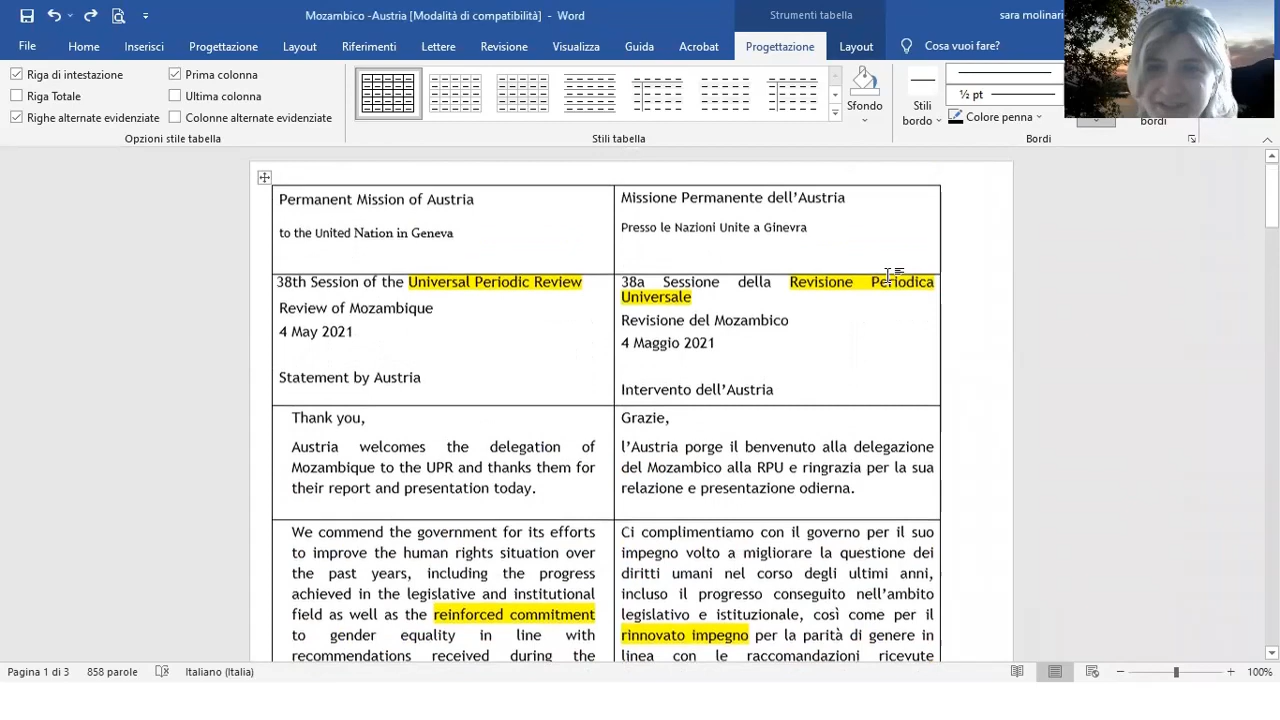 Mozambico -Austria [Modalità di compatibilità] - Word
Strumenti tabella
sara molinari
File
Home
Inserisci
Progettazione
Layout
Riferimenti
Lettere
Revisione
Visualizza
Guida
Acrobat
Progettazione
Layout
Cosa vuoi fare?
Riga di intestazione
Prima colonna
Riga Totale
Ultima colonna
Righe alternate evidenziate
Colonne alternate evidenziate
Opzioni stile tabella
Stili tabella
Sfondo
Stili
bordo
½ pt
Colore penna
bordi
Bordi
Permanent Mission of Austria
to the United Nation in Geneva
Missione Permanente dell’Austria
Presso le Nazioni Unite a Ginevra
38th Session of the Universal Periodic Review
Review of Mozambique
4 May 2021
Statement by Austria
38a Sessione della Revisione Periodica
Universale
Revisione del Mozambico
4 Maggio 2021
Intervento dell’Austria
Thank you,
Austria welcomes the delegation of
Mozambique to the UPR and thanks them for
their report and presentation today.
Grazie,
l’Austria porge il benvenuto alla delegazione
del Mozambico alla RPU e ringrazia per la sua
relazione e presentazione odierna.
We commend the government for its efforts
to improve the human rights situation over
the past years, including the progress
achieved in the legislative and institutional
field as well as the reinforced commitment
to gender equality in line with
recommendations received during the
Ci complimentiamo con il governo per il suo
impegno volto a migliorare la questione dei
diritti umani nel corso degli ultimi anni,
incluso il progresso conseguito nell’ambito
legislativo e istituzionale, così come per il
rinnovato impegno per la parità di genere in
linea con le raccomandazioni ricevute
Pagina 1 di 3
858 parole
Italiano (Italia)
100%